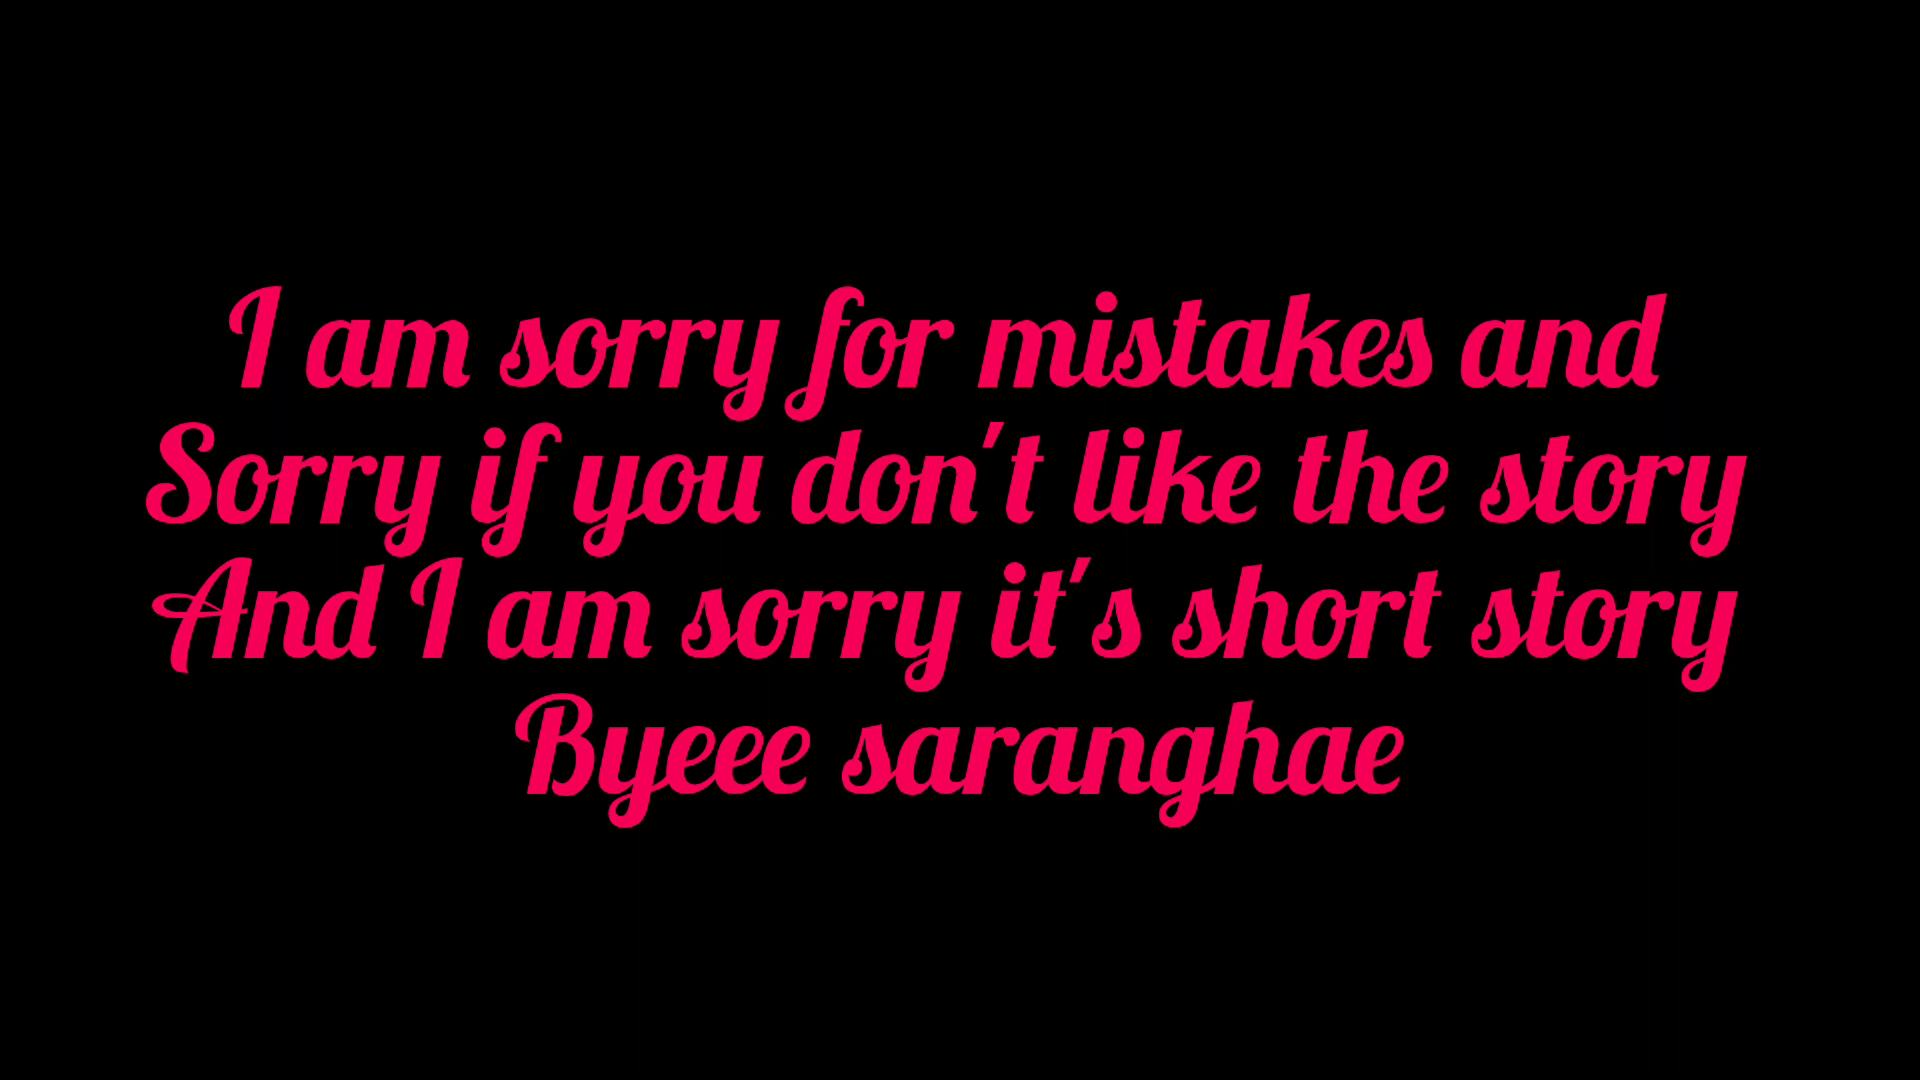 I am sorry for mistakes and
Sorry if you don't like the story
And I am sorry it's short story
Byeee saranghae